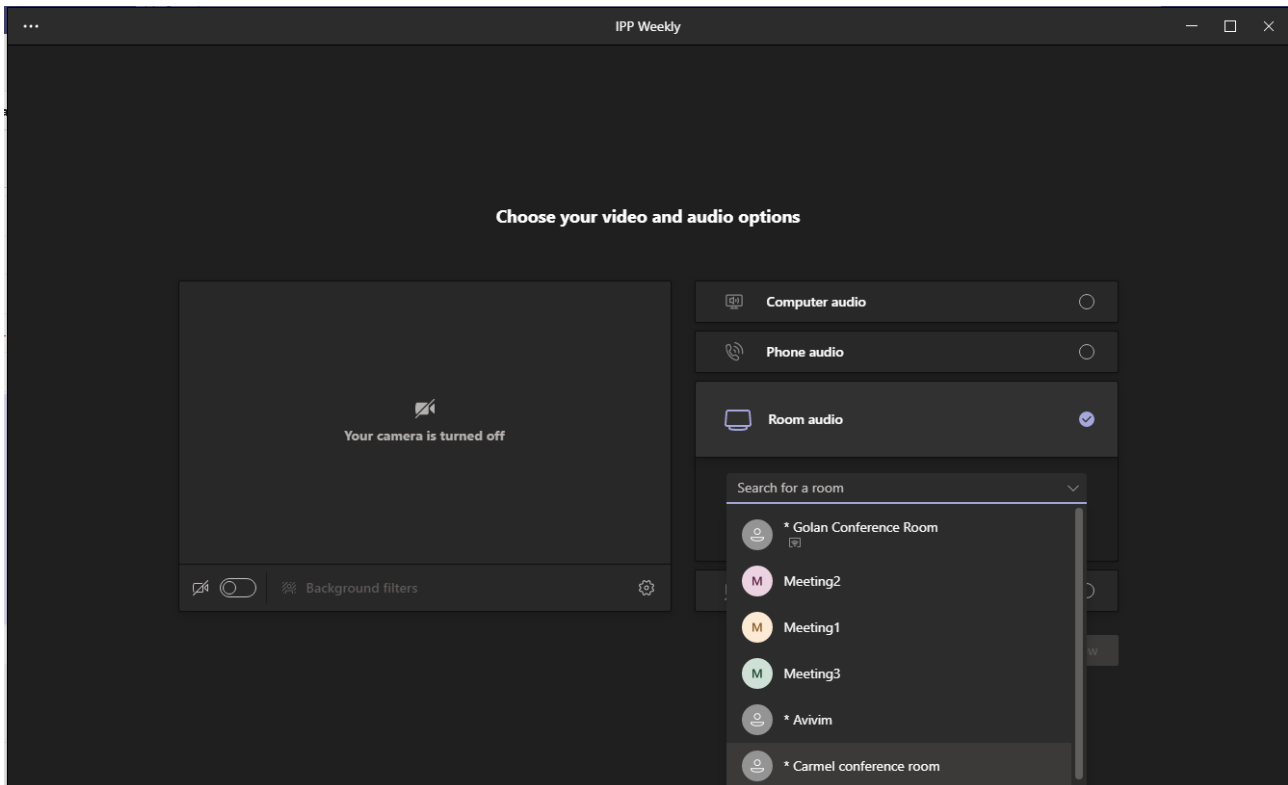 IPP Weekly
Choose your video and audio options
Computer audio
Phone audio
Your camera is turned off
Room audio
Search for a room
* Golan Conference Room
Background filters
M Meeting2
M Meeting1
M Meeting3
* Avivim
* Carmel conference room